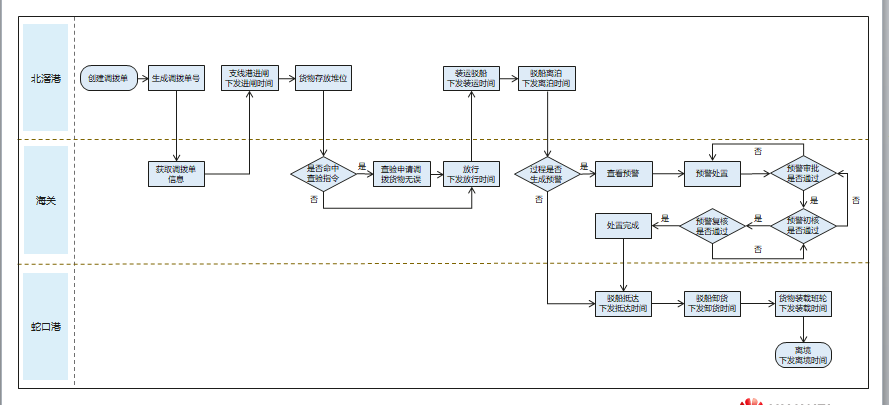 北滘港
创建调拨单
生成调拨单号
支线港进闸
下发进闸时间
货物存放堆位
装运驳船
下发装运时间
驳船离泊
下发离泊时间
海关
获取调拨单
信息
是否命中
查验指令
是
否
查验申请调
拨货物无误
放行
下发放行时间
过程是否
生成预警
是
否
查看预警
预警处置
否
预警审批
是否通过
是
否
处置完成
是
预警复核
是否通过
是
预警初核
是否通过
否
蛇口港
驳船抵达
下发抵达时间
驳船卸货
下发卸货时间
货物装载班轮
下发装载时间
离境
下发离境时间